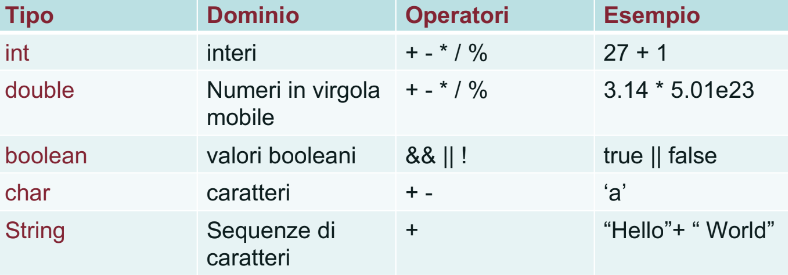 Tipo Dominio Operatori Esempio
int interi + - * / % 27 + 1
double Numeri in virgola mobile + - * / % 3.14 * 5.01e23
boolean valori booleani && || ! true || false
char caratteri + - ‘a’
String Sequenze di caratteri + “Hello”+ “ World”